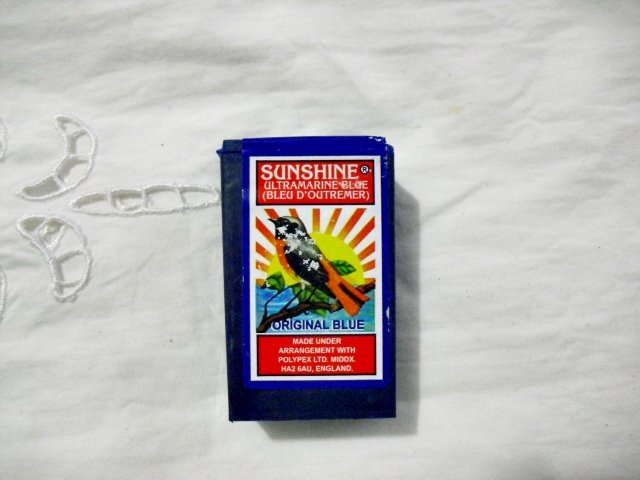 SUNSHINE®
ULTRAMARINE BLUE
(BLEU D'OUTREMER)
ORIGINAL BLUE
MADE UNDER
ARRANGEMENT WITH
POLYPEX LTD. MIDDX.
HA2 6AU, ENGLAND.